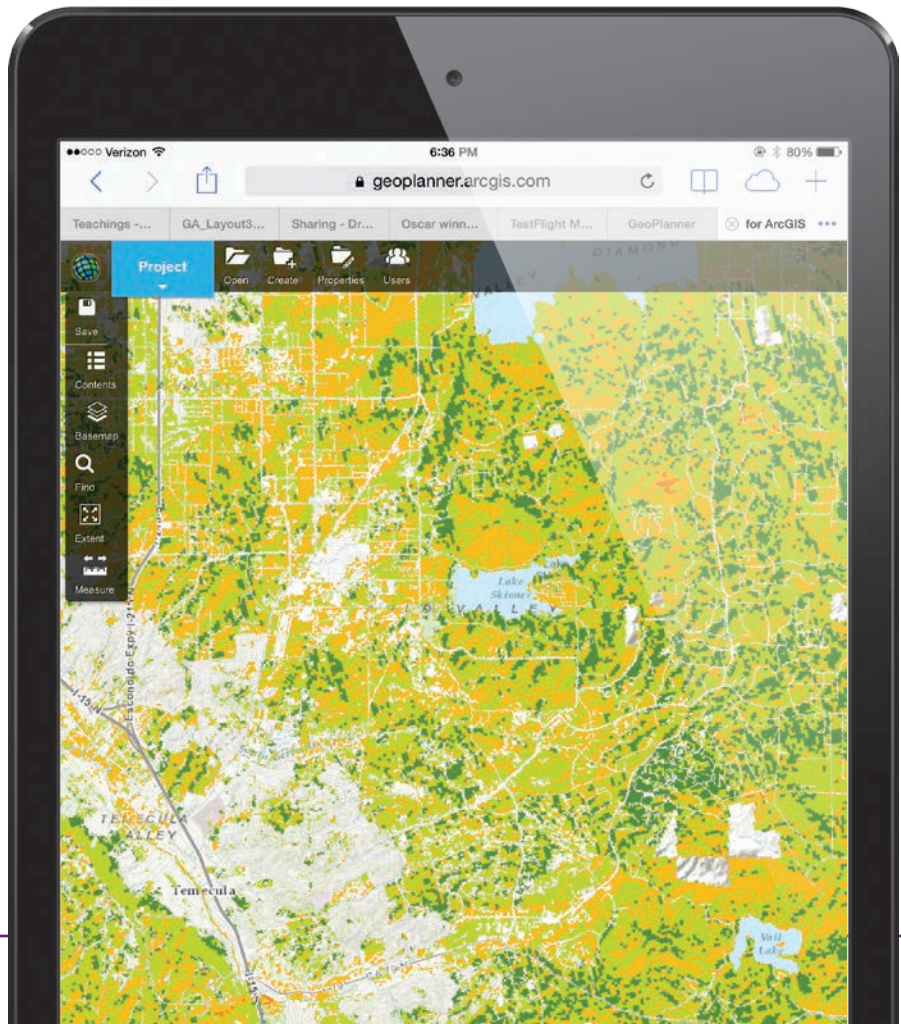 Verizon 6:36 PM 80%
geoplanner.arcgis.com
Teachings -... GA_Layout3... Sharing - Dr... Oscar winn... TestFlight M... GeoPlanner for ArcGIS
DIAMOND
VALLEY
Project
Open Create Properties Users
Save
Contents
Basemap
Find
Extent
Measure
Lake
Skinner
VALLEY
Escondido Expy I-215 N
I-15 N
TEMECULA
Temecula
Vail
Lake